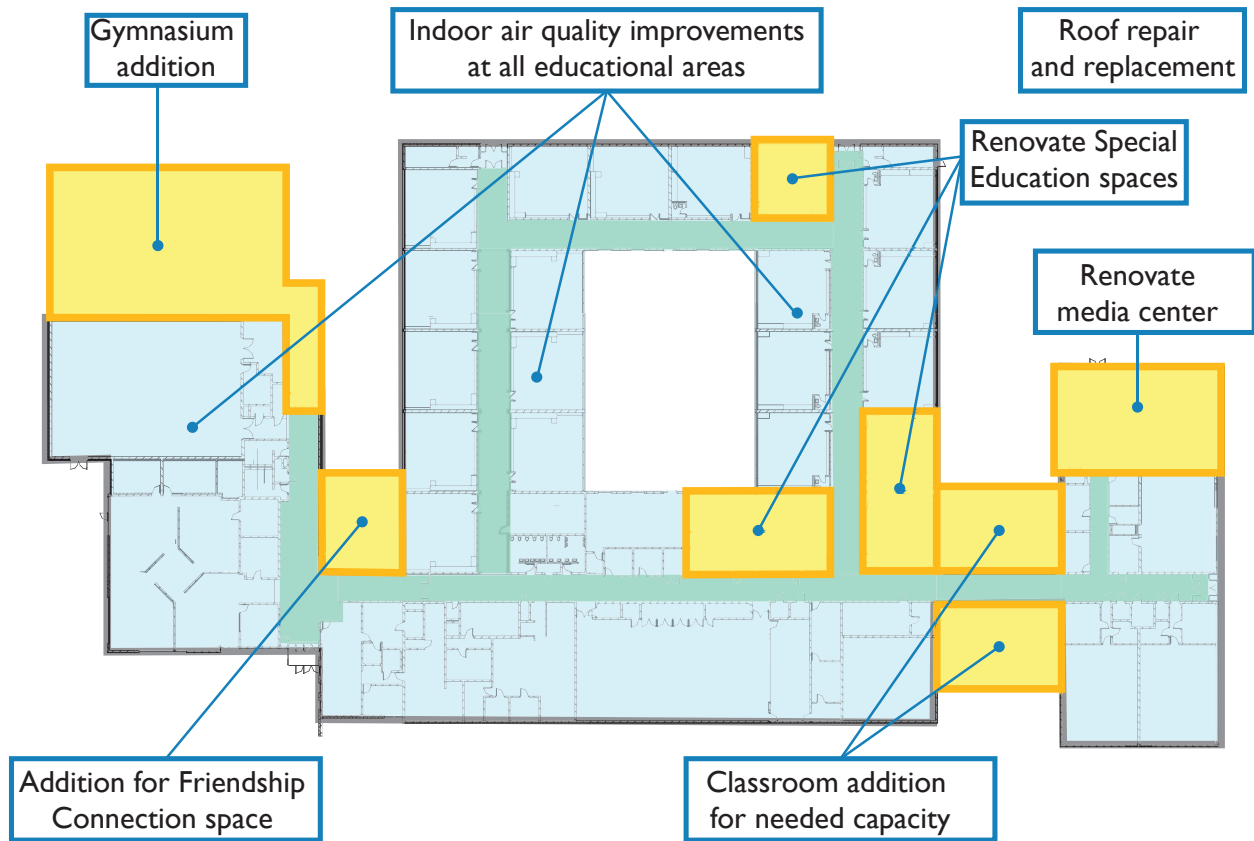 Gymnasium
addition
Indoor air quality improvements
at all educational areas
Roof repair
and replacement
Renovate Special
Education spaces
Renovate
media center
Addition for Friendship
Connection space
Classroom addition
for needed capacity